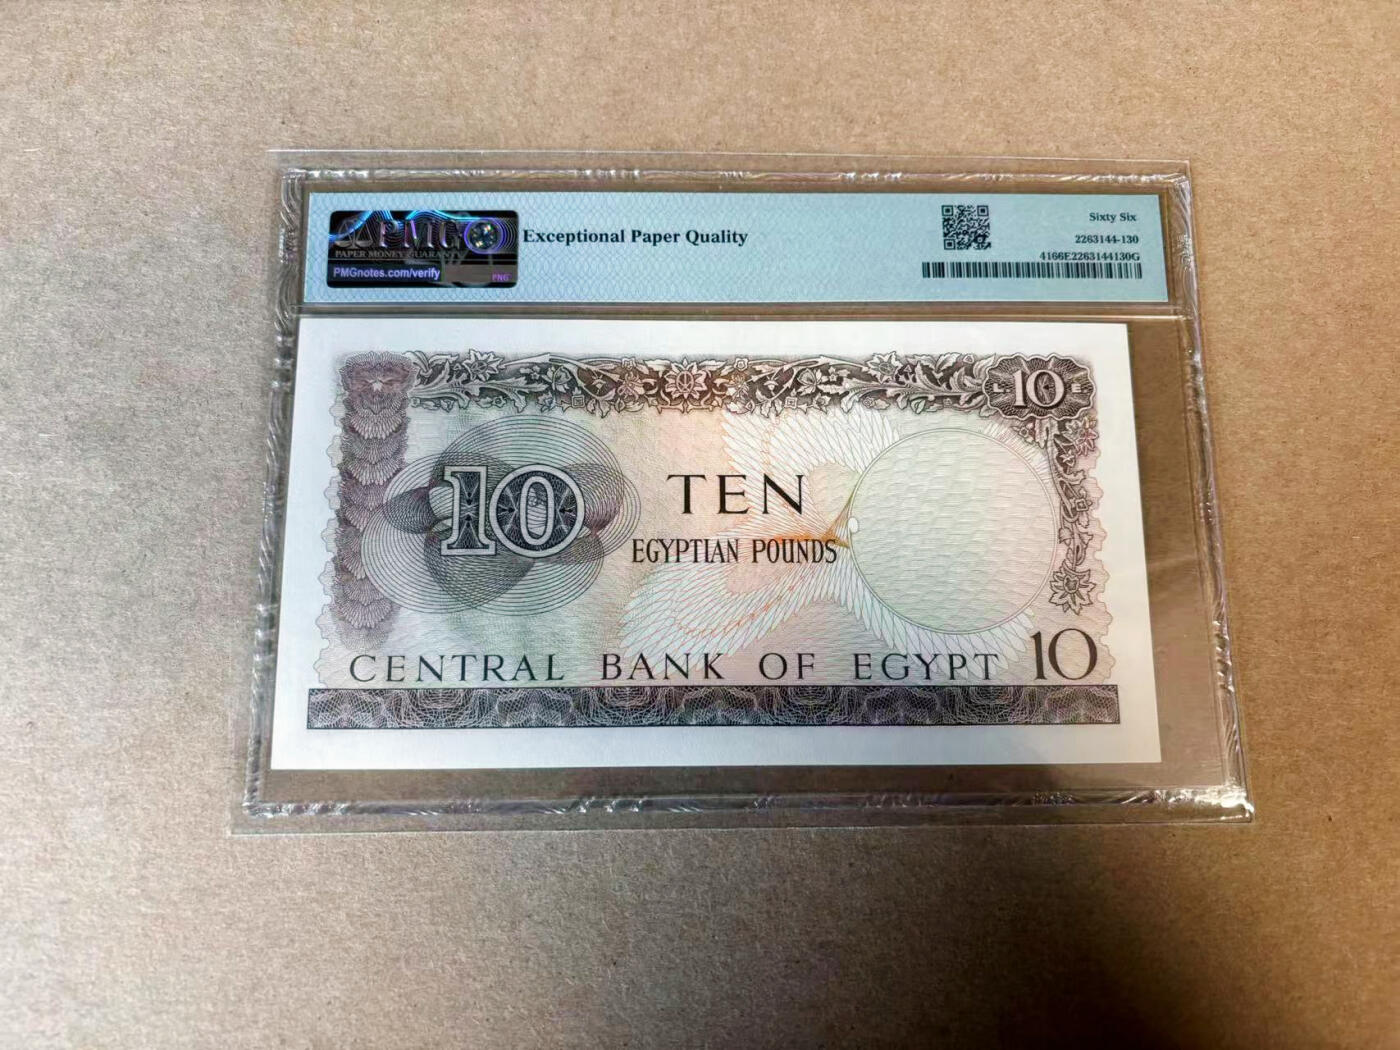 PMG
PAPER MONEY GUARANTY
PMGnotes.com/verify
PMG
Exceptional Paper Quality
Sixty Six
2263144-130
4166E2263144130G
10
10
TEN
EGYPTIAN POUNDS
CENTRAL BANK OF EGYPT
10